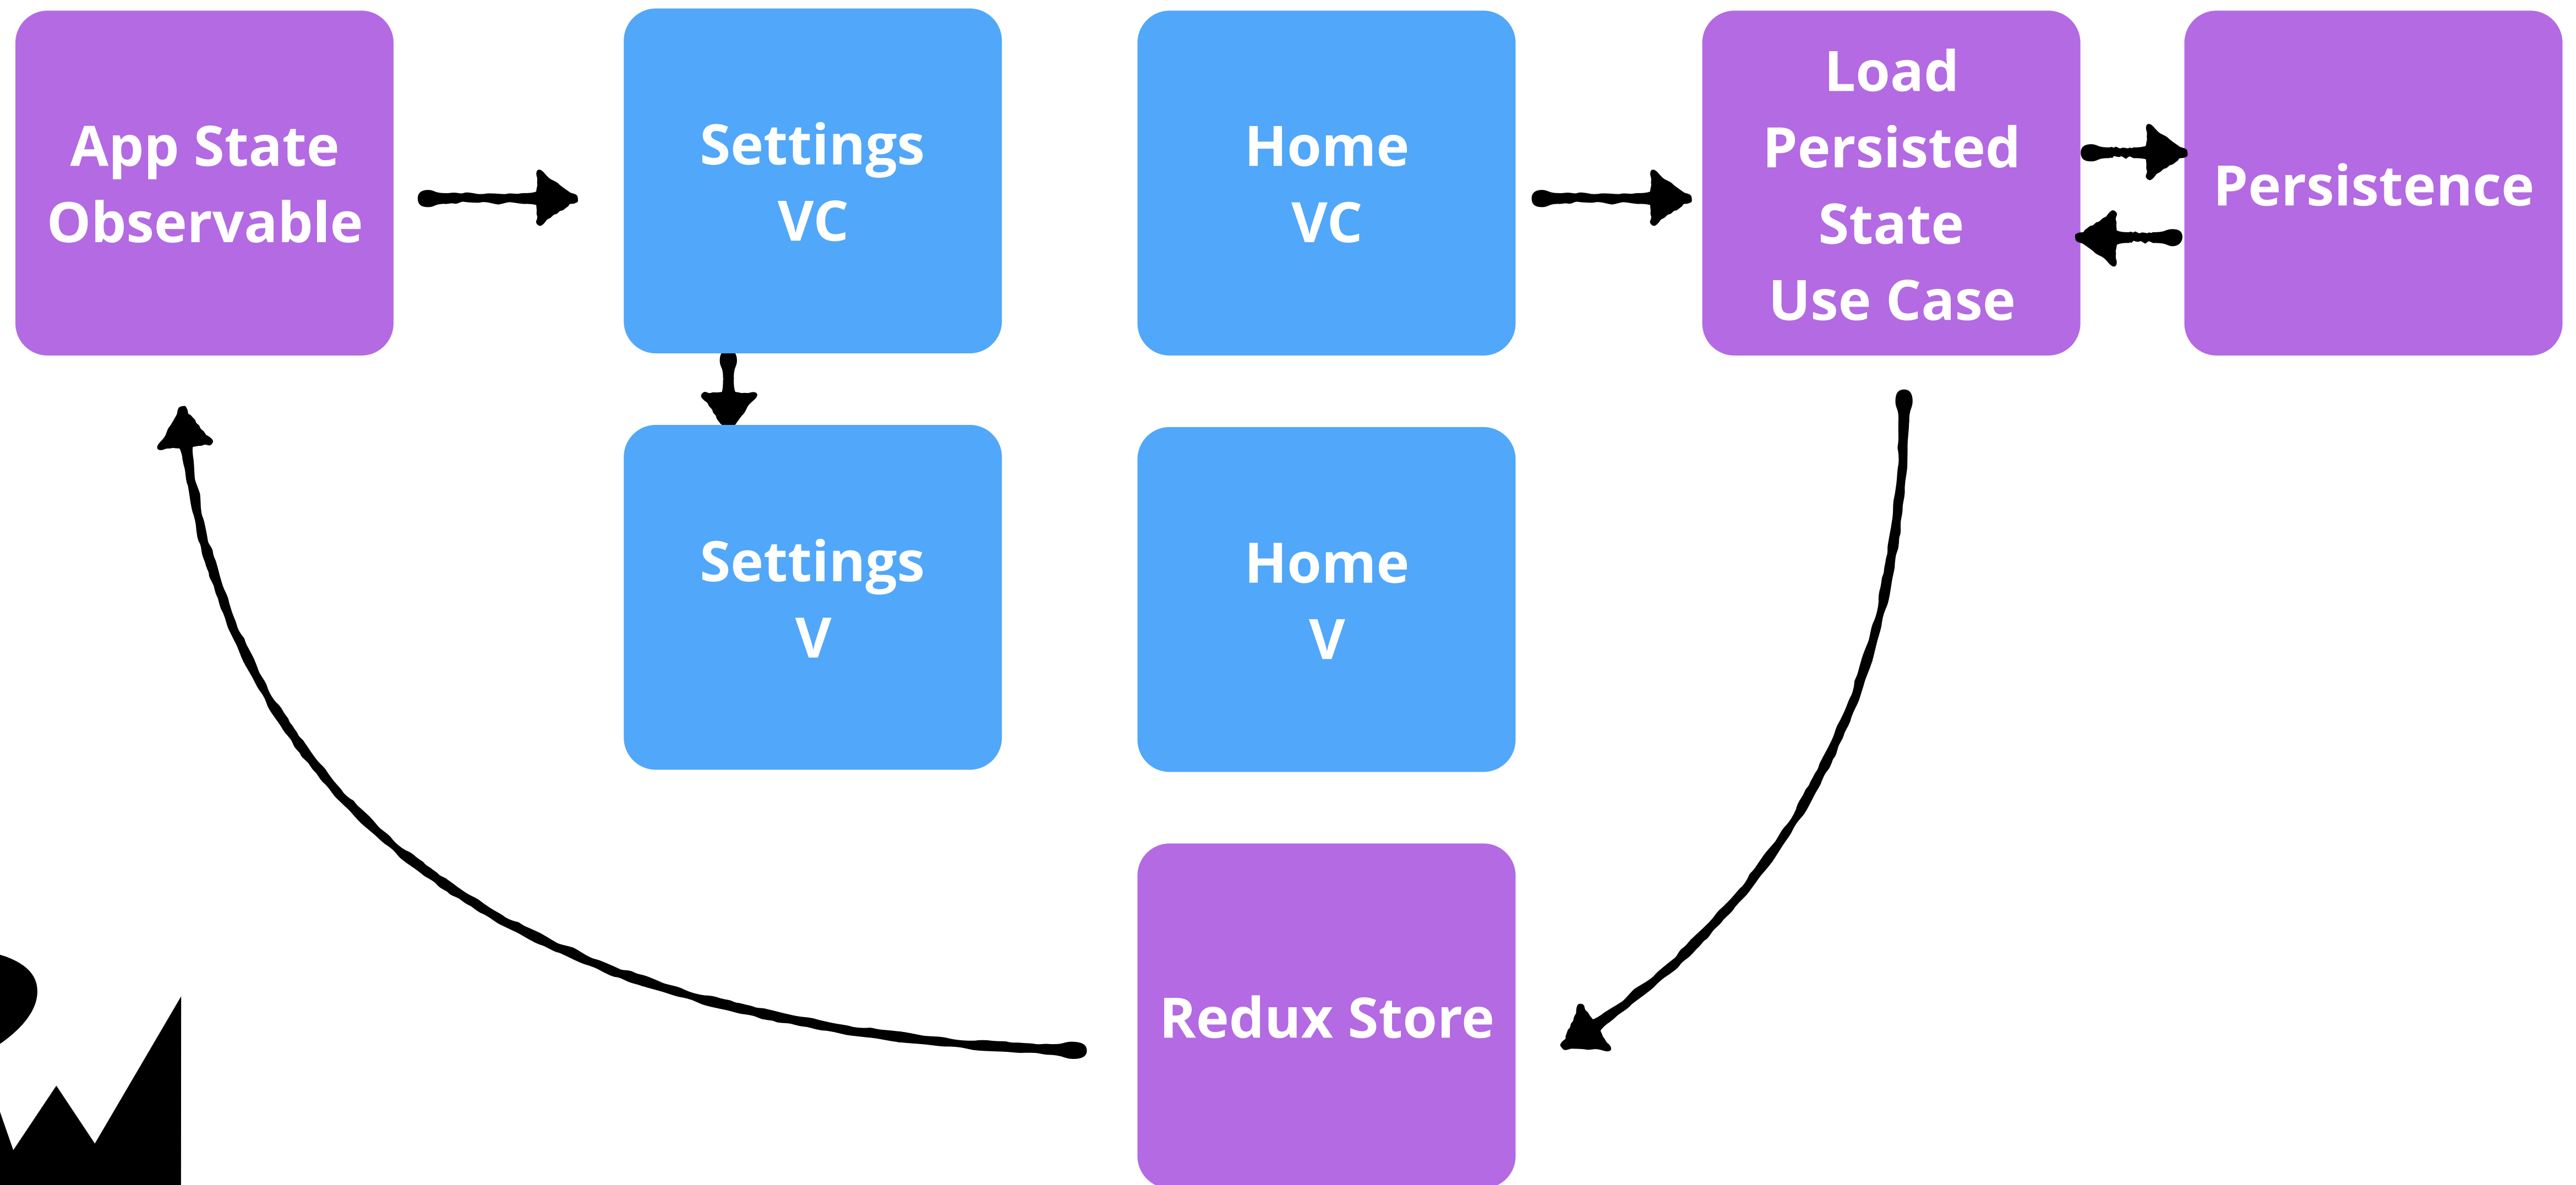 App State
Observable
Settings
VC
Home
VC
Load
Persisted
State
Use Case
Persistence
Settings
V
Home
V
Redux Store